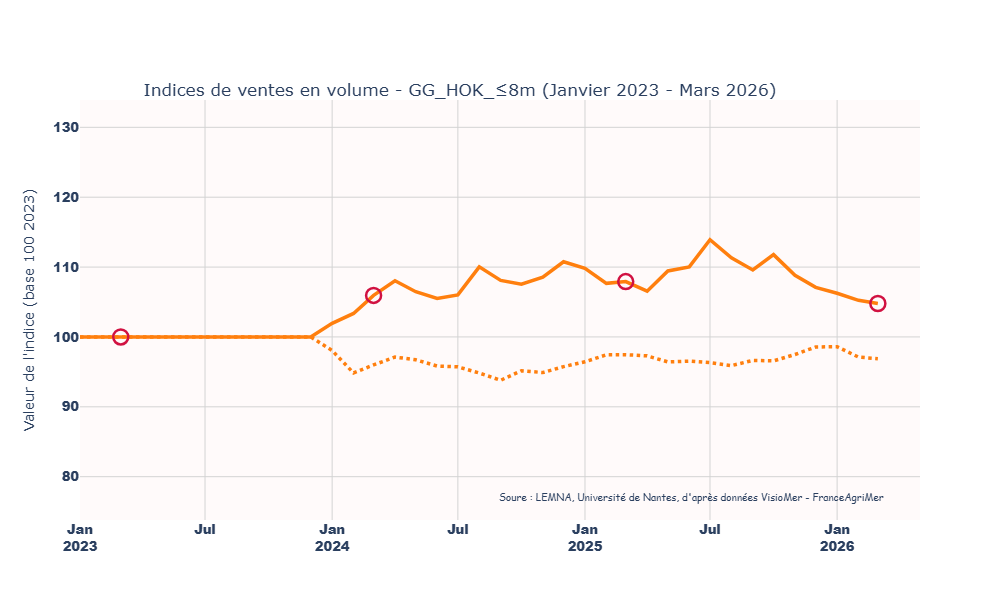 Indices de ventes en volume - GG_HOK_≤8m (Janvier 2023 - Mars 2026)
Valeur de l'indice (base 100 2023)
130
120
110
100
90
80
Soure : LEMNA, Université de Nantes, d'après données VisioMer - FranceAgriMer
Jan Jul Jan Jul Jan Jul Jan
2023 2024 2025 2026